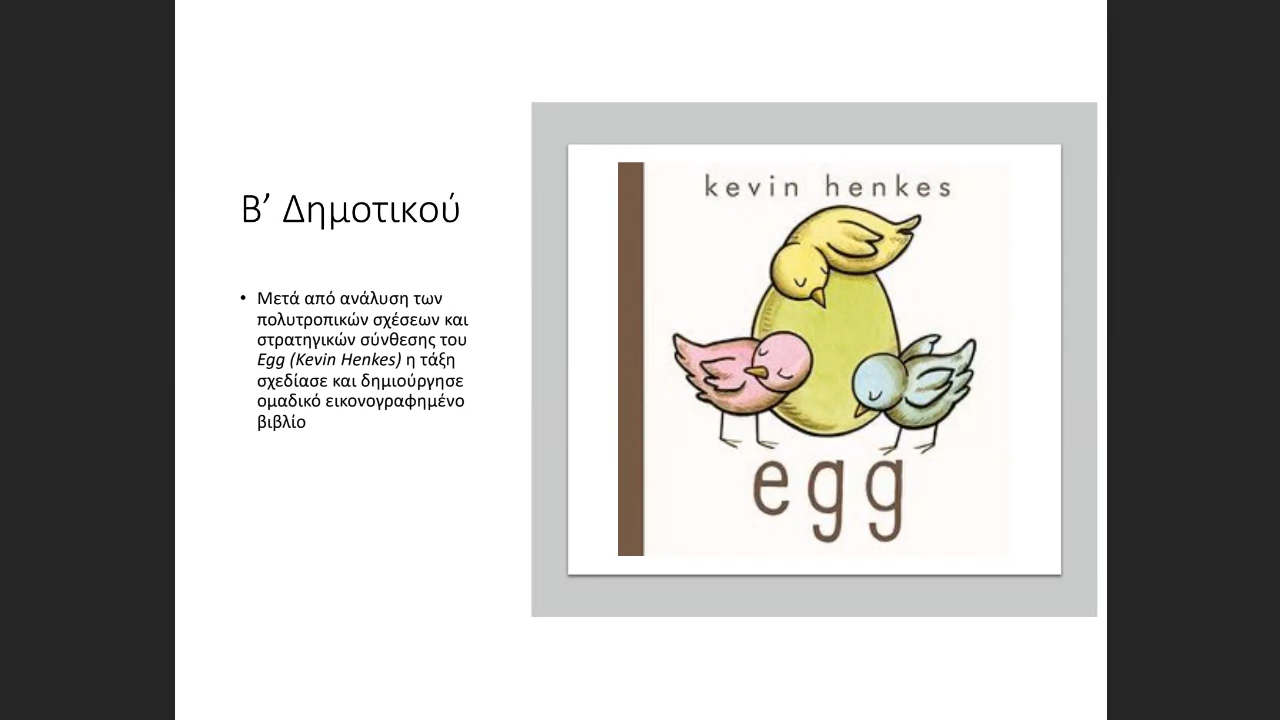 Β’ Δημοτικού
• Μετά από ανάλυση των
πολυτροπικών σχέσεων και
στρατηγικών σύνθεσης του
Egg (Kevin Henkes) η τάξη
σχεδίασε και δημιούργησε
ομαδικό εικονογραφημένο
βιβλίο
kevin henkes
egg